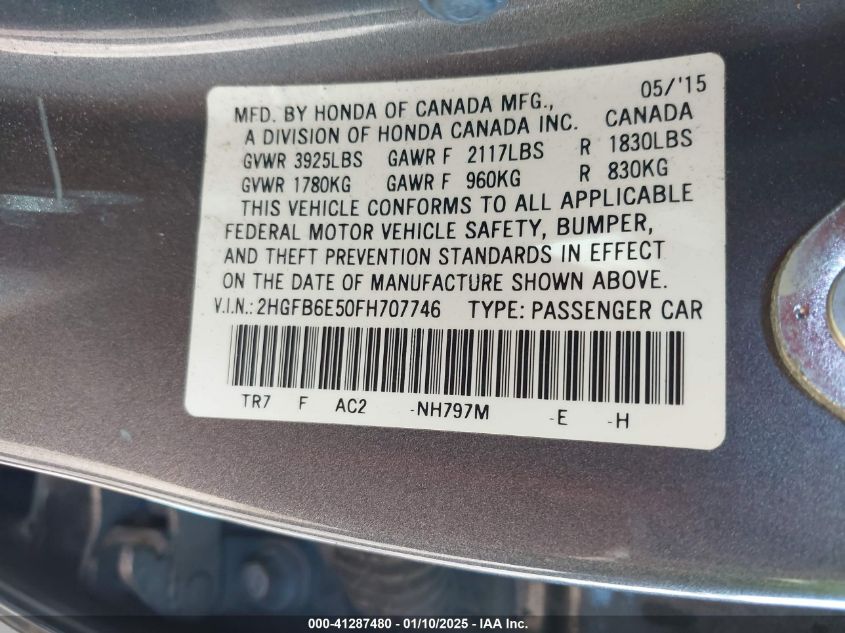 05/'15
MFD. BY HONDA OF CANADA MFG., CANADA
A DIVISION OF HONDA CANADA INC.
GVWR 3925LBS GAWR F 2117LBS R 1830LBS
GVWR 1780KG GAWR F 960KG R 830KG
THIS VEHICLE CONFORMS TO ALL APPLICABLE
FEDERAL MOTOR VEHICLE SAFETY, BUMPER,
AND THEFT PREVENTION STANDARDS IN EFFECT
ON THE DATE OF MANUFACTURE SHOWN ABOVE.
V.I.N.: 2HGFB6E50FH707746 TYPE: PASSENGER CAR
TR7 F AC2 -NH797M -E -H
000-41287480 - 01/10/2025 - IAA Inc.